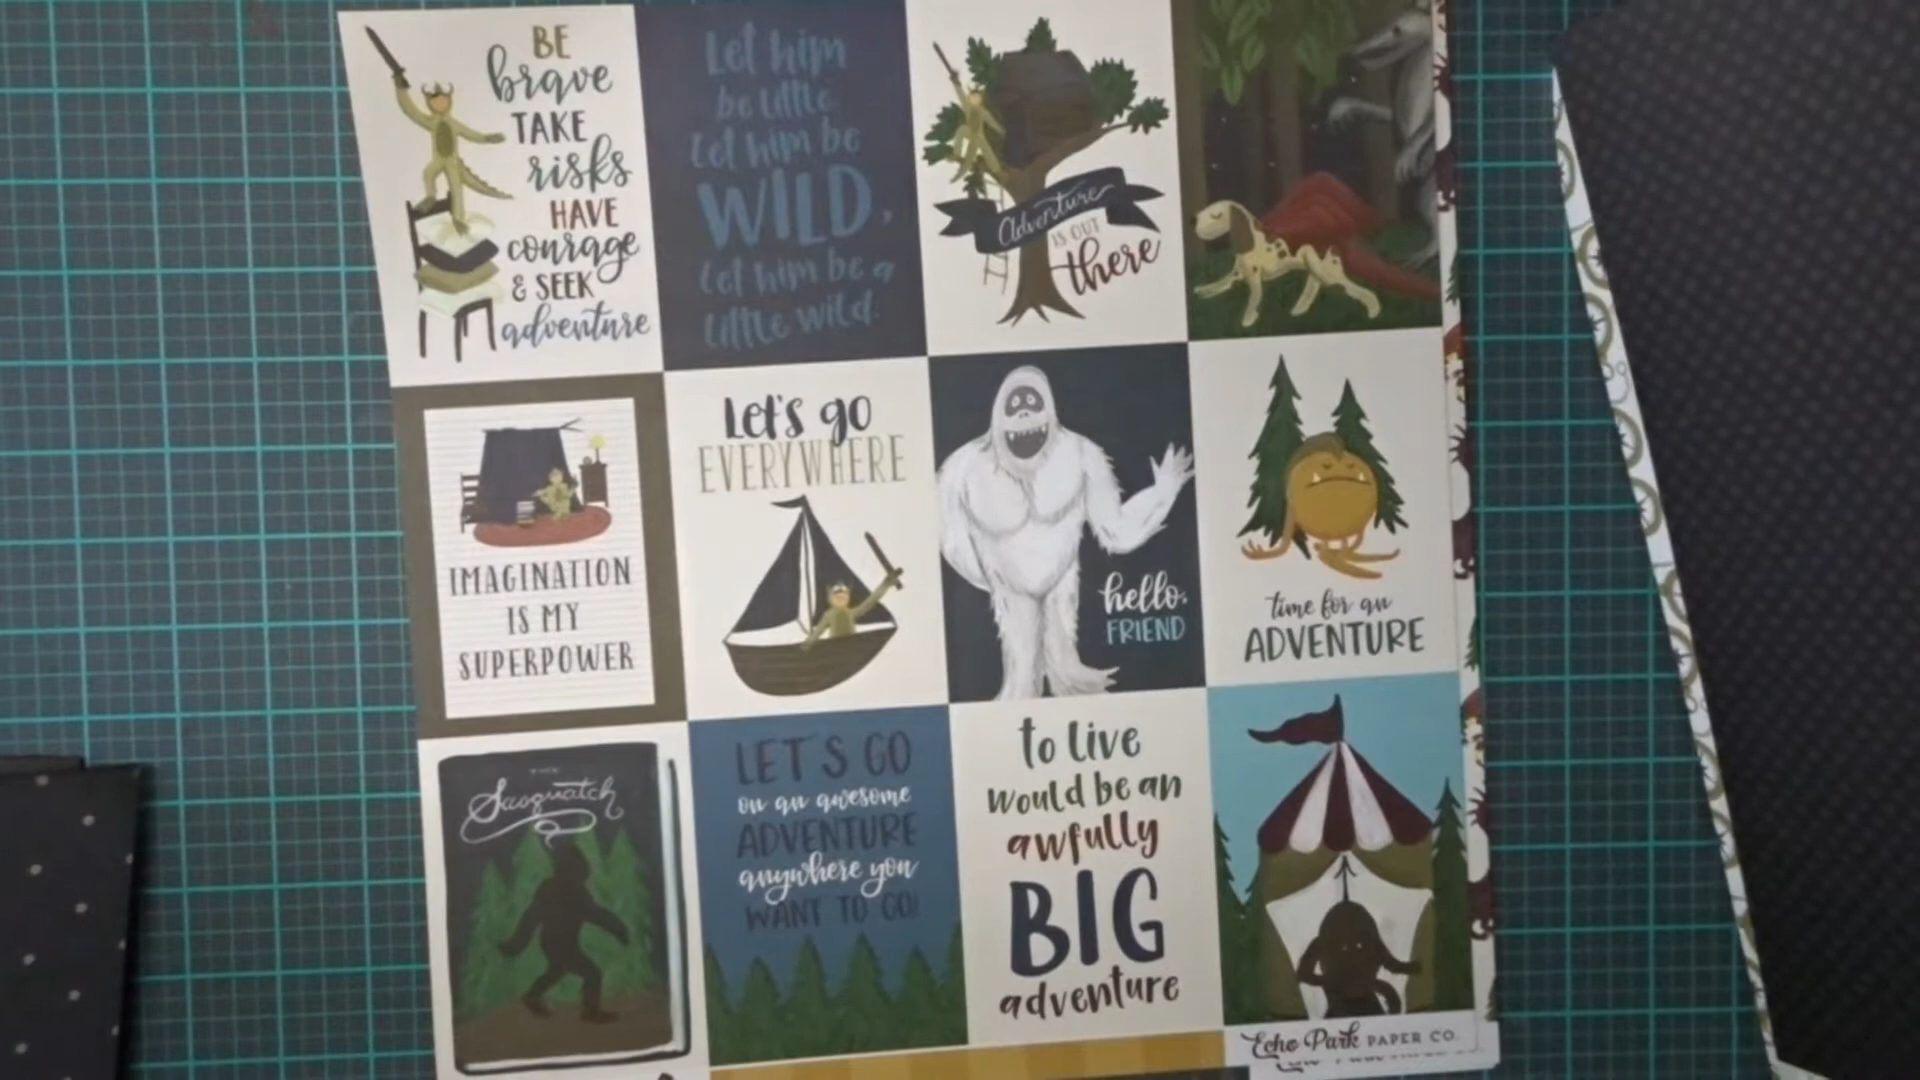 BE
brave
TAKE
risks
HAVE
courage
& SEEK
adventure
Let him
be little
Let him be
WILD,
let him be a
little wild.
Adventure
IS OUT
there
IMAGINATION
IS MY
SUPERPOWER
Let's go
EVERYWHERE
hello,
FRIEND
time for an
ADVENTURE
THE
Sasquatch
LET'S GO
on an awesome
ADVENTURE
anywhere you
WANT TO GO!
to live
would be an
awfully
BIG
adventure
Echo Park PAPER CO.